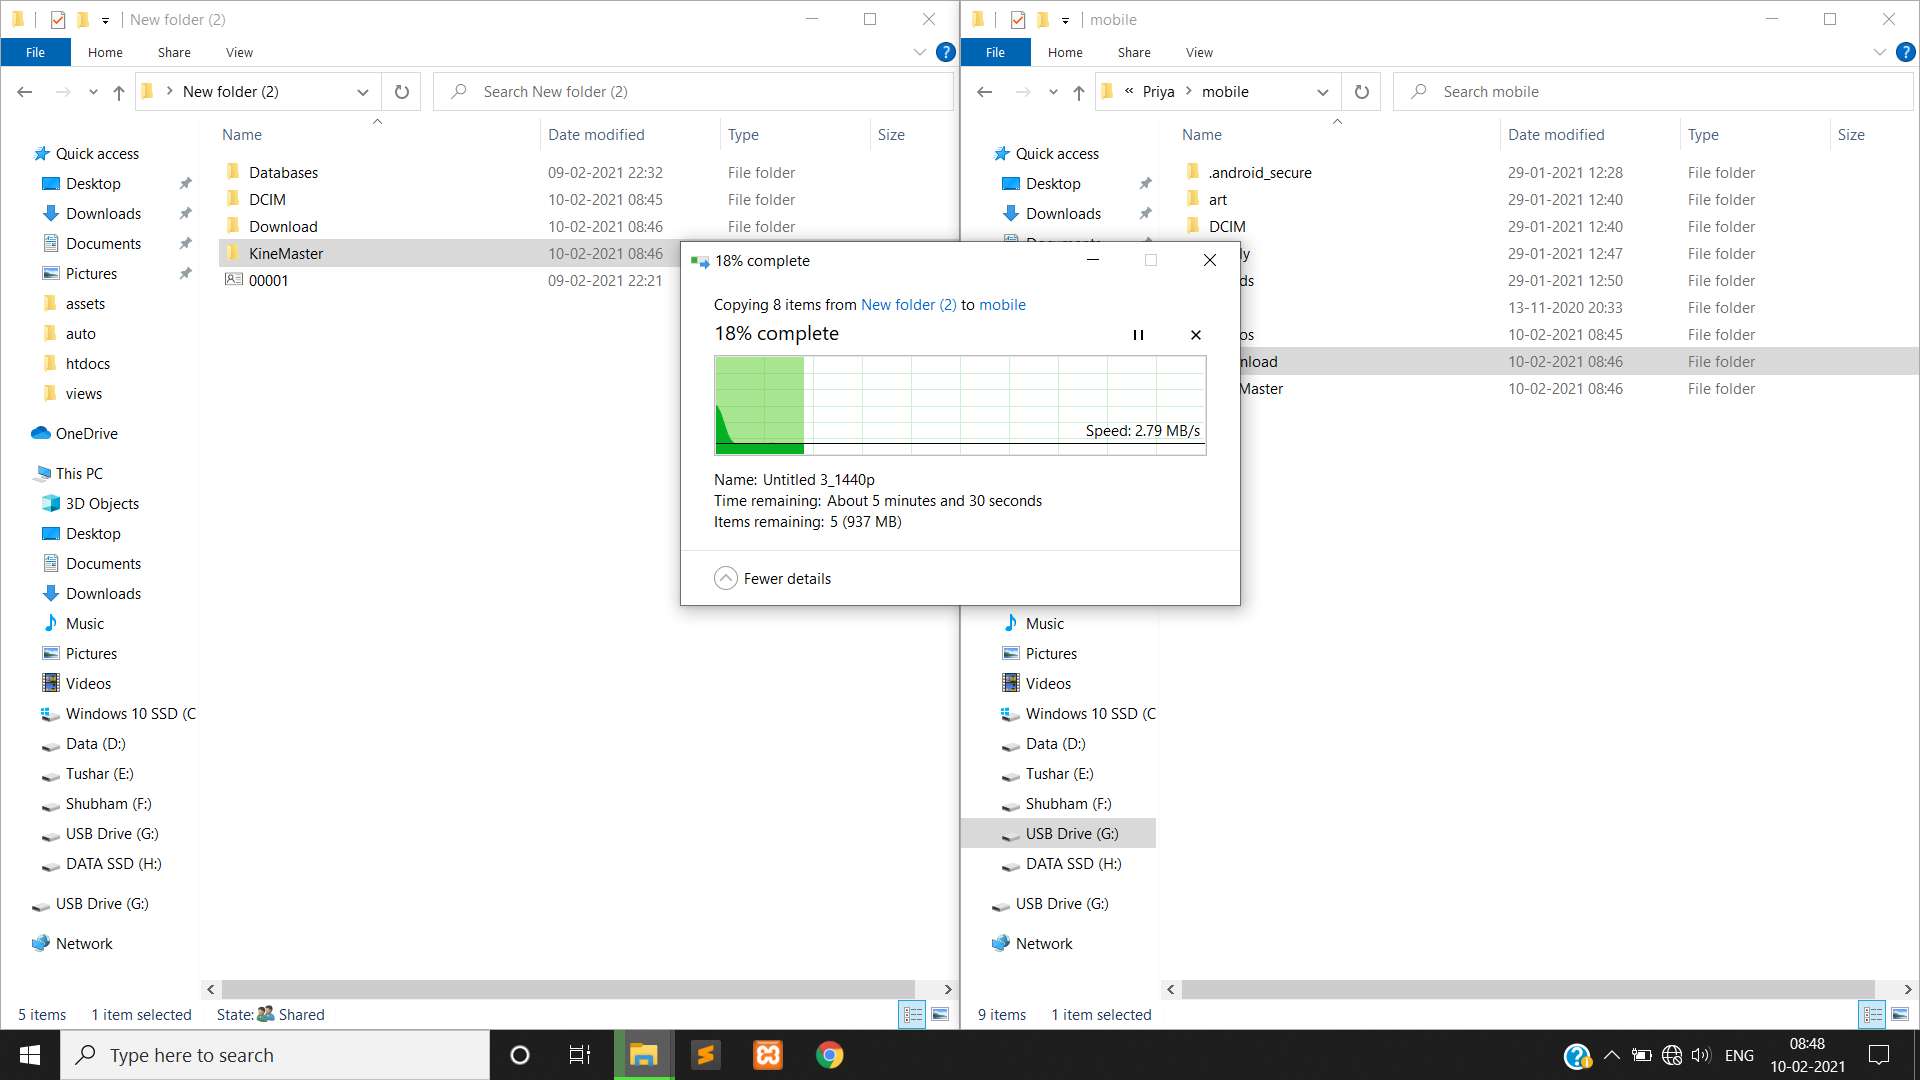 New folder (2)
File Home Share View
New folder (2)
Search New folder (2)
Name Date modified Type Size
Quick access
Desktop
Downloads
Documents
Pictures
assets
auto
htdocs
views
OneDrive
This PC
3D Objects
Desktop
Documents
Downloads
Music
Pictures
Videos
Windows 10 SSD (C
Data (D:)
Tushar (E:)
Shubham (F:)
USB Drive (G:)
DATA SSD (H:)
USB Drive (G:)
Network
Databases 09-02-2021 22:32 File folder
DCIM 10-02-2021 08:45 File folder
Download 10-02-2021 08:46 File folder
KineMaster 10-02-2021 08:46
00001 09-02-2021 22:21
5 items 1 item selected State: Shared
18% complete
Copying 8 items from New folder (2) to mobile
18% complete
Speed: 2.79 MB/s
Name: Untitled 3_1440p
Time remaining: About 5 minutes and 30 seconds
Items remaining: 5 (937 MB)
Fewer details
mobile
File Home Share View
« Priya > mobile
Search mobile
Name Date modified Type Size
Quick access
Desktop
Downloads
Music
Pictures
Videos
Windows 10 SSD (C
Data (D:)
Tushar (E:)
Shubham (F:)
USB Drive (G:)
DATA SSD (H:)
USB Drive (G:)
Network
.android_secure 29-01-2021 12:28 File folder
art 29-01-2021 12:40 File folder
DCIM 29-01-2021 12:40 File folder
ly 29-01-2021 12:47 File folder
ds 29-01-2021 12:50 File folder
13-11-2020 20:33 File folder
os 10-02-2021 08:45 File folder
nload 10-02-2021 08:46 File folder
Master 10-02-2021 08:46 File folder
9 items 1 item selected
Type here to search
ENG
08:48
10-02-2021